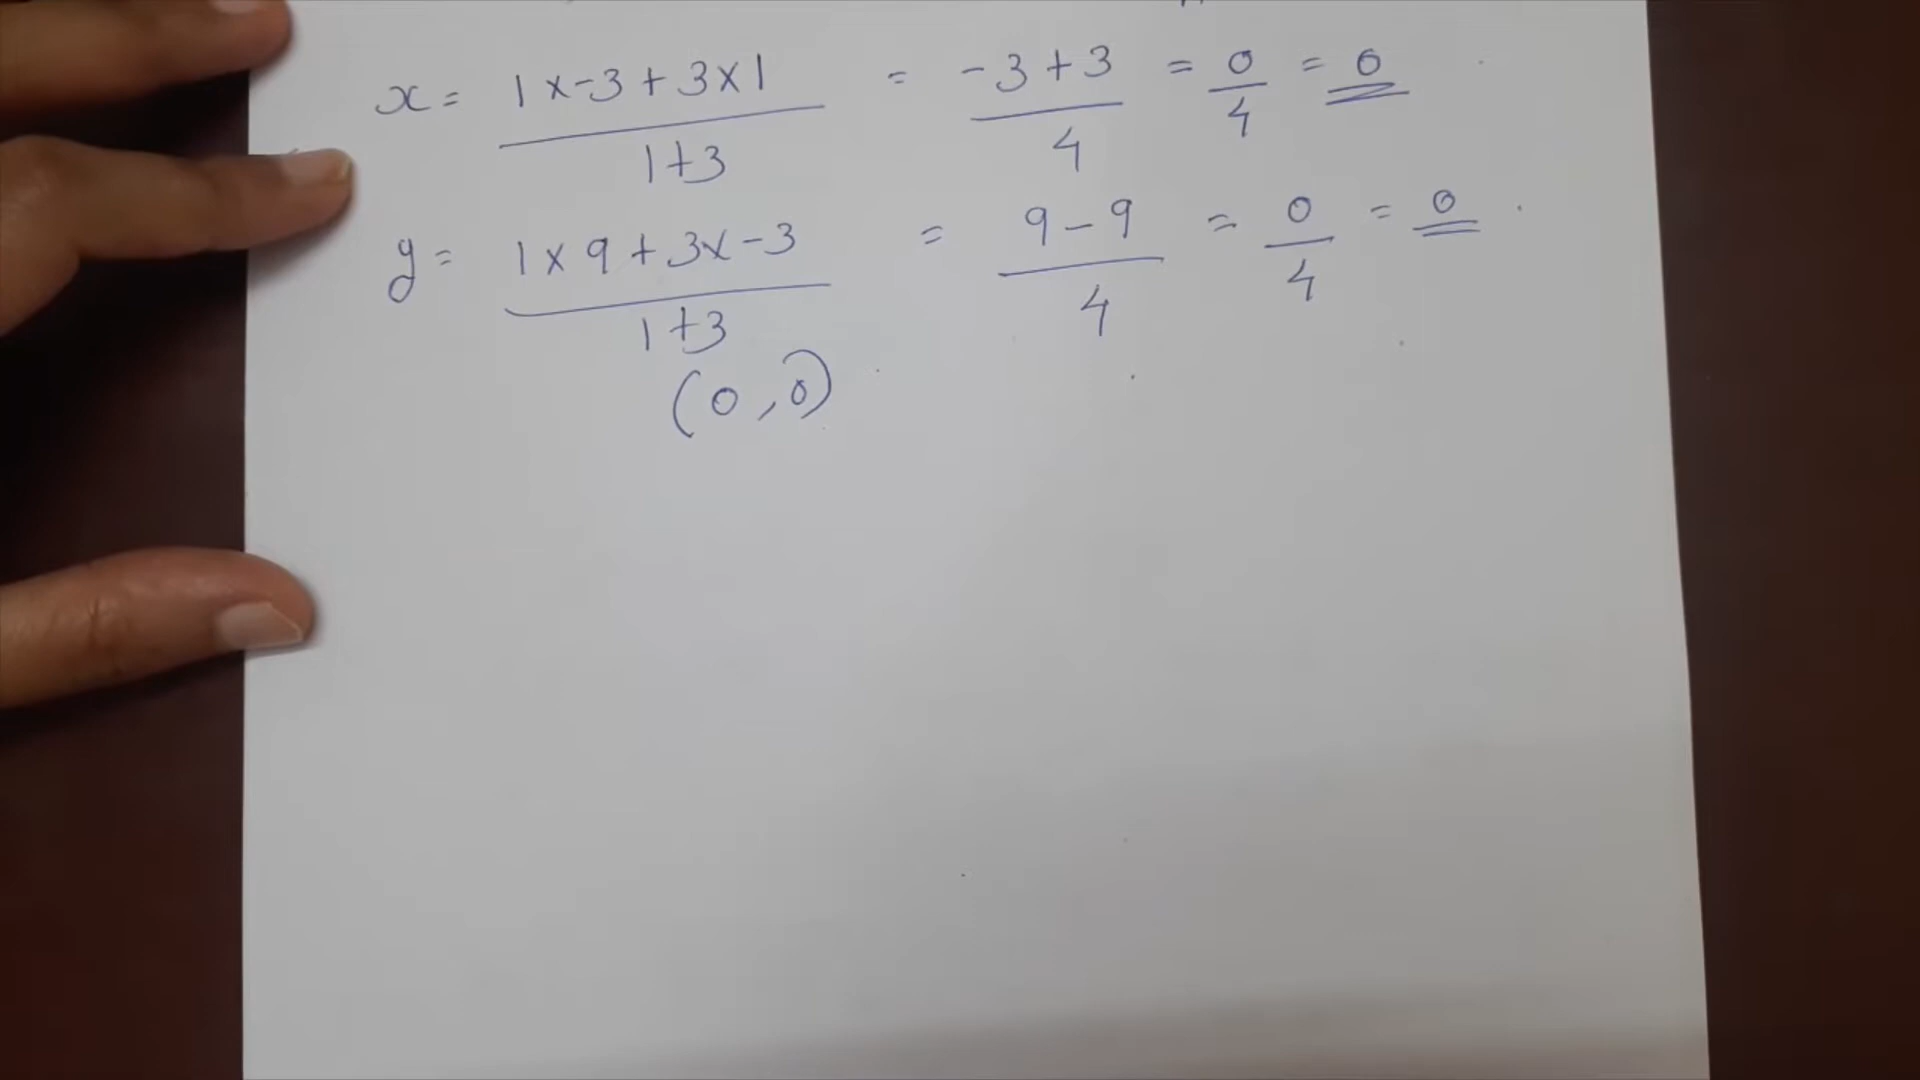 x = (1 x -3 + 3 x 1)/(1+3) = (-3+3)/4 = 0/4 = 0
y = (1 x 9 + 3 x -3)/(1+3) = (9-9)/4 = 0/4 = 0
(0,0)